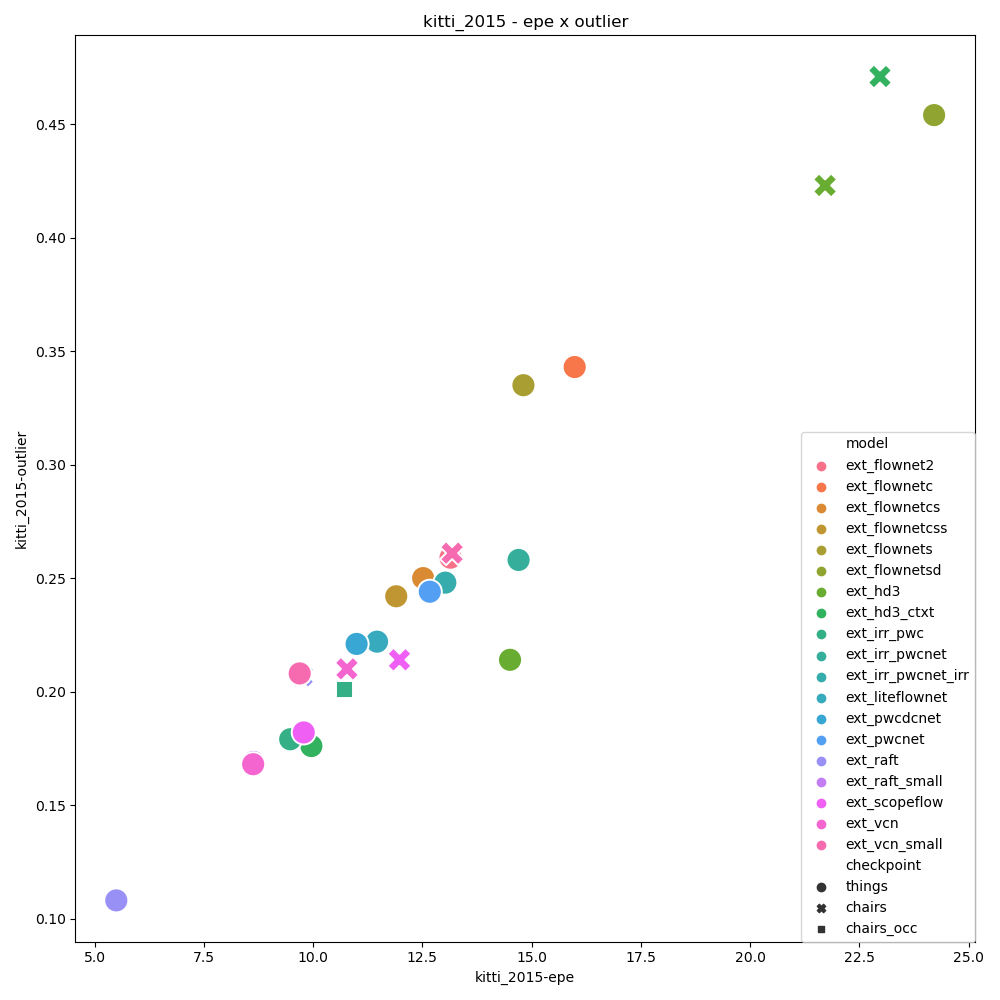 kitti_2015 - epe x outlier
kitti_2015-outlier
0.45
0.40
0.35
0.30
0.25
0.20
0.15
0.10
model
ext_flownet2
ext_flownetc
ext_flownetcs
ext_flownetcss
ext_flownets
ext_flownetsd
ext_hd3
ext_hd3_ctxt
ext_irr_pwc
ext_irr_pwcnet
ext_irr_pwcnet_irr
ext_liteflownet
ext_pwcdcnet
ext_pwcnet
ext_raft
ext_raft_small
ext_scopeflow
ext_vcn
ext_vcn_small
checkpoint
things
chairs
chairs_occ
5.0 7.5 10.0 12.5 15.0 17.5 20.0 22.5 25.0
kitti_2015-epe